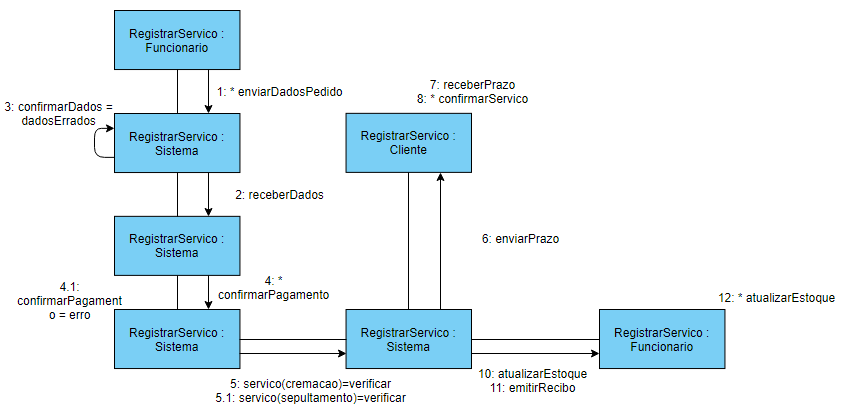 RegistrarServico :
Funcionario
1: * enviarDadosPedido
7: receberPrazo
8: * confirmarServico
3: confirmarDados =
dadosErrados
RegistrarServico :
Sistema
RegistrarServico :
Cliente
2: receberDados
RegistrarServico :
Sistema
6: enviarPrazo
4.1:
confirmarPagament
o = erro
4: *
confirmarPagamento
12: * atualizarEstoque
RegistrarServico :
Sistema
RegistrarServico :
Sistema
RegistrarServico :
Funcionario
5: servico(cremacao)=verificar
5.1: servico(sepultamento)=verificar
10: atualizarEstoque
11: emitirRecibo